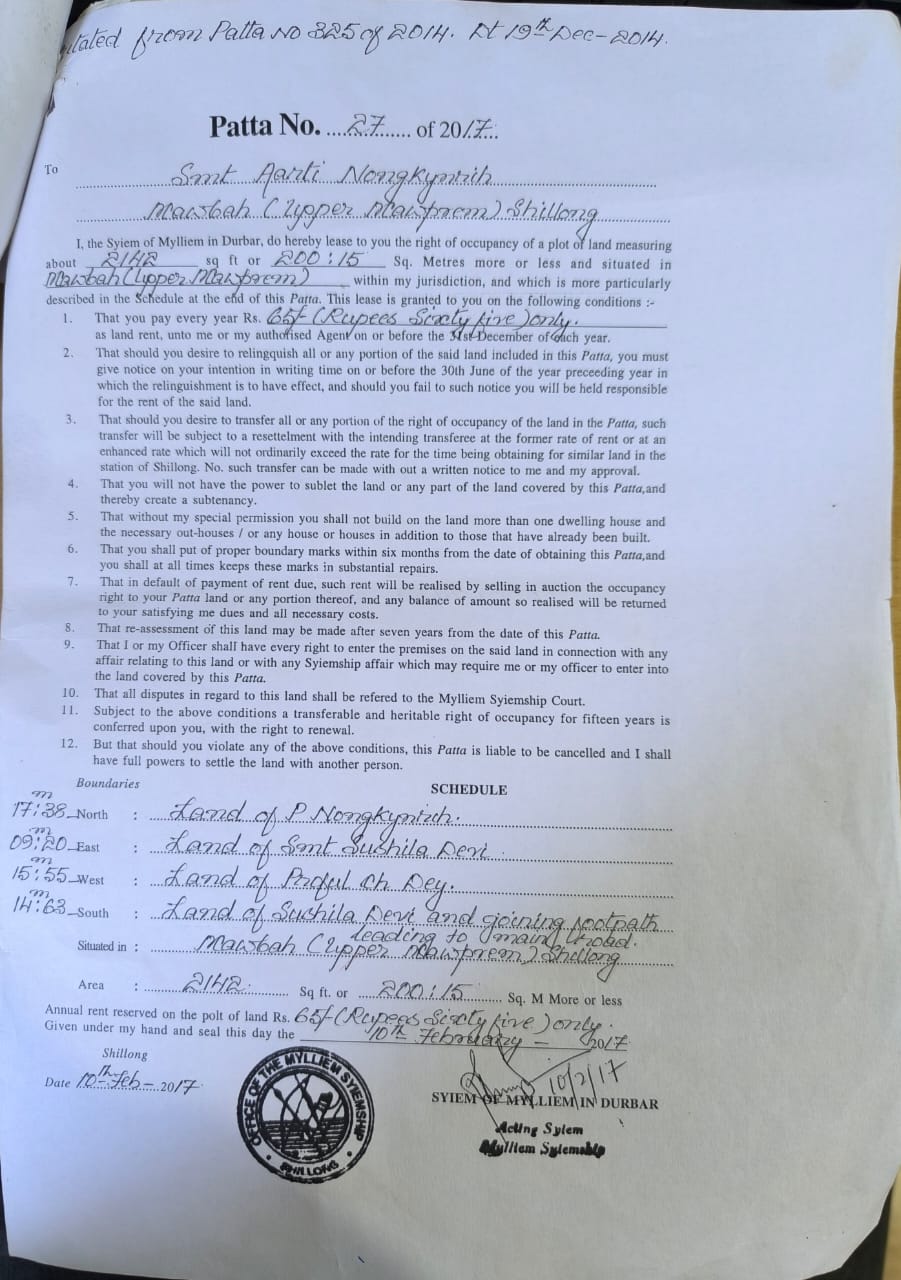 tated from Patta No 325 of 2014. Dt 19th Dec-2014.
Patta No. 27 of 2017.
To
Smt Aarti Nongkynrih
Mawbah (Upper Mawprem) Shillong
I, the Syiem of Mylliem in Durbar, do hereby lease to you the right of occupancy of a plot of land measuring
about 2142 sq ft or 200:15 Sq. Metres more or less and situated in
Mawbah (Upper Mawprem) within my jurisdiction, and which is more particularly
described in the Schedule at the end of this Patta. This lease is granted to you on the following conditions :-
1. That you pay every year Rs. 65/- (Rupees Sixty five) only.
as land rent, unto me or my authorised Agent on or before the 31st December of each year.
2. That should you desire to relingquish all or any portion of the said land included in this Patta, you must
give notice on your intention in writing time on or before the 30th June of the year preceeding year in
which the relinguishment is to have effect, and should you fail to such notice you will be held responsible
for the rent of the said land.
3. That should you desire to transfer all or any portion of the right of occupancy of the land in the Patta, such
transfer will be subject to a resettelment with the intending transferee at the former rate of rent or at an
enhanced rate which will not ordinarily exceed the rate for the time being obtaining for similar land in the
station of Shillong. No. such transfer can be made with out a written notice to me and my approval.
4. That you will not have the power to sublet the land or any part of the land covered by this Patta,and
thereby create a subtenancy.
5. That without my special permission you shall not build on the land more than one dwelling house and
the necessary out-houses / or any house or houses in addition to those that have already been built.
6. That you shall put of proper boundary marks within six months from the date of obtaining this Patta,and
you shall at all times keeps these marks in substantial repairs.
7. That in default of payment of rent due, such rent will be realised by selling in auction the occupancy
right to your Patta land or any portion thereof, and any balance of amount so realised will be returned
to your satisfying me dues and all necessary costs.
8. That re-assessment of this land may be made after seven years from the date of this Patta.
9. That I or my Officer shall have every right to enter the premises on the said land in connection with any
affair relating to this land or with any Syiemship affair which may require me or my officer to enter into
the land covered by this Patta.
10. That all disputes in regard to this land shall be refered to the Mylliem Syiemship Court.
11. Subject to the above conditions a transferable and heritable right of occupancy for fifteen years is
conferred upon you, with the right to renewal.
12. But that should you violate any of the above conditions, this Patta is liable to be cancelled and I shall
have full powers to settle the land with another person.
Boundaries
SCHEDULE
m
17:38 North : Land of P Nongkynrih.
m
09:20 East : Land of Smt Sushila Devi
m
15:55 West : Land of Ch Dey.
m
14:63 South : Land of Sushila Devi and joining footpath
leading to main road.
Situated in : Mawbah (Upper Mawprem) Shillong
Area : 2142 Sq ft. or 200:15 Sq. M More or less
Annual rent reserved on the polt of land Rs. 65/- (Rupees Sixty five) only.
Given under my hand and seal this day the 10th February - 2017
Shillong
Date 10th-Feb- 2017.
OFFICE OF THE MYLLIEM SYIEMSHIP
SHILLONG
10/2/17
SYIEM OF MYLLIEM IN DURBAR
Acting Syiem
Mylliem Syiemship